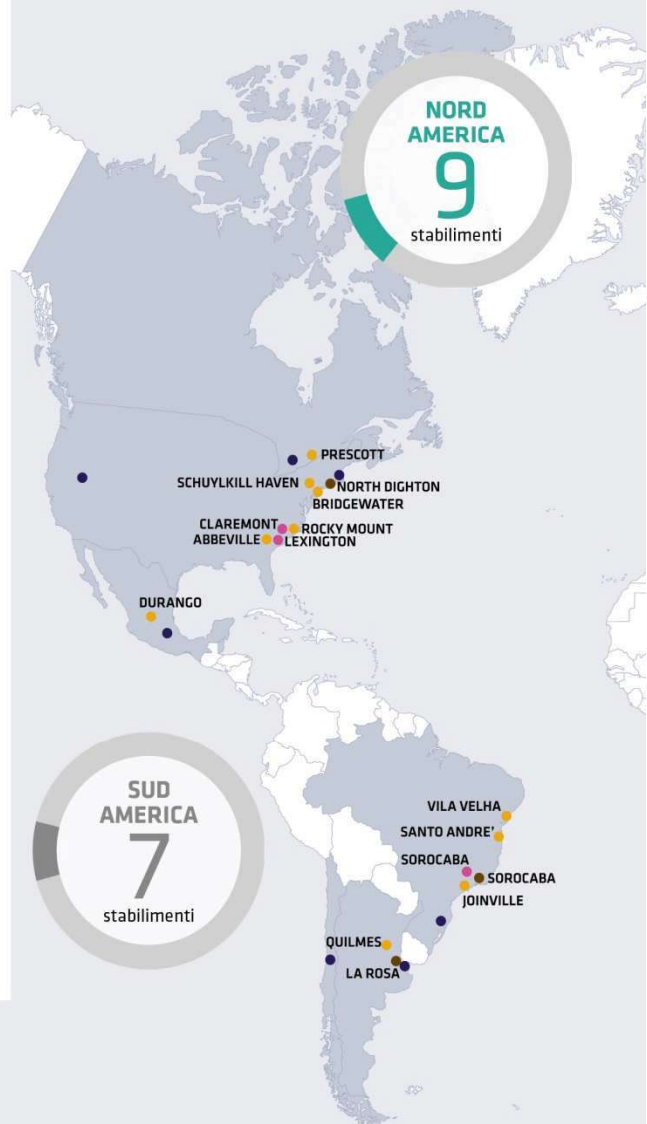 NORD
AMERICA
9
stabilimenti
PRESCOTT
SCHUYLKILL HAVEN
NORTH DIGHTON
BRIDGEWATER
CLAREMONT
ROCKY MOUNT
ABBEVILLE
LEXINGTON
DURANGO
SUD
AMERICA
7
stabilimenti
VILA VELHA
SANTO ANDRE'
SOROCABA
SOROCABA
JOINVILLE
QUILMES
LA ROSA